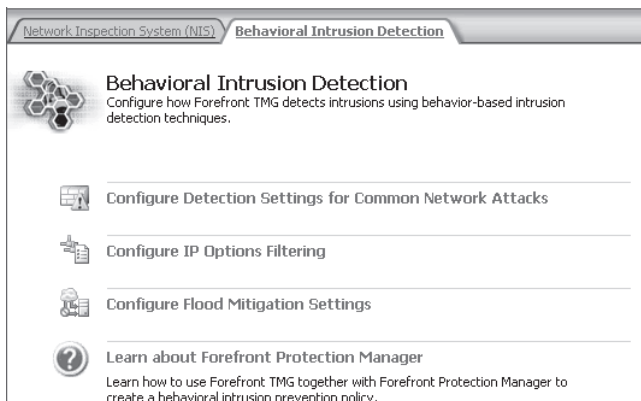 Network Inspection System (NIS) Behavioral Intrusion Detection
Behavioral Intrusion Detection
Configure how Forefront TMG detects intrusions using behavior-based intrusion
detection techniques.
Configure Detection Settings for Common Network Attacks
Configure IP Options Filtering
Configure Flood Mitigation Settings
Learn about Forefront Protection Manager
Learn how to use Forefront TMG together with Forefront Protection Manager to
create a behavioral intrusion prevention policy.